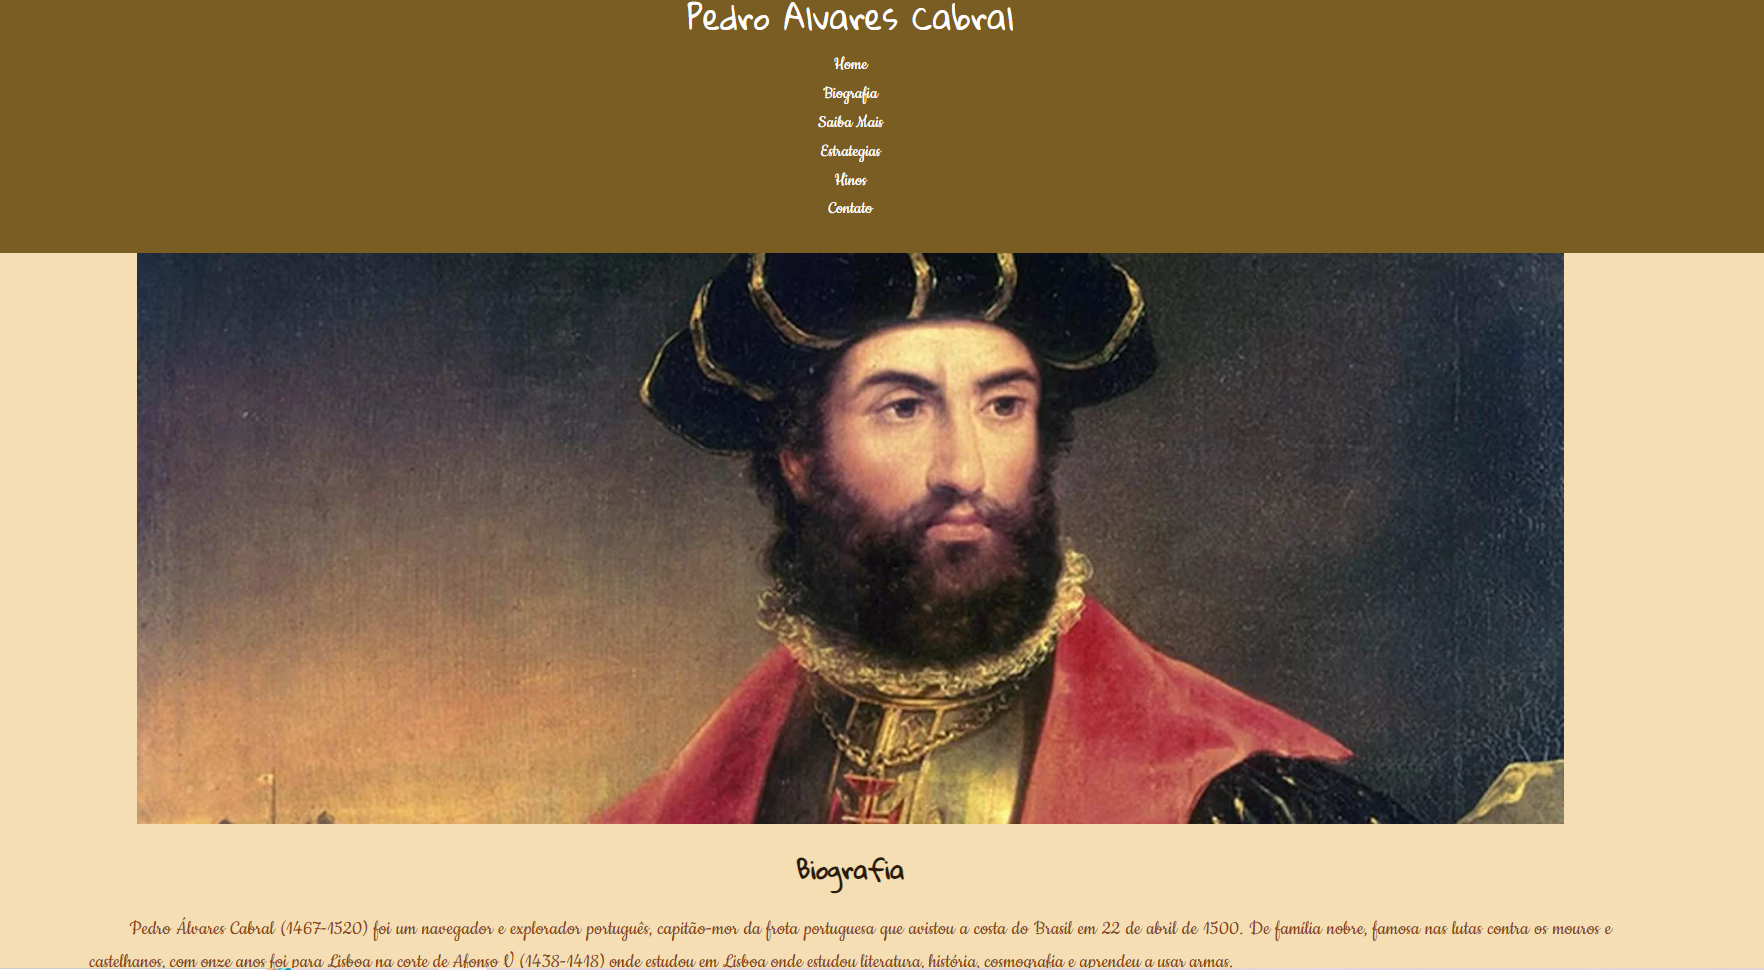 Pedro Alvares Cabral
Home
Biografia
Saiba Mais
Estrategias
Hinos
Contato
Biografia
Pedro Álvares Cabral (1467-1520) foi um navegador e explorador português, capitão-mor da frota portuguesa que avistou a costa do Brasil em 22 de abril de 1500. De família nobre, famosa nas lutas contra os mouros e
castelhanos, com onze anos foi para Lisboa na corte de Afonso V (1438-1418) onde estudou em Lisboa onde estudou literatura, história, cosmografia e aprendeu a usar armas.